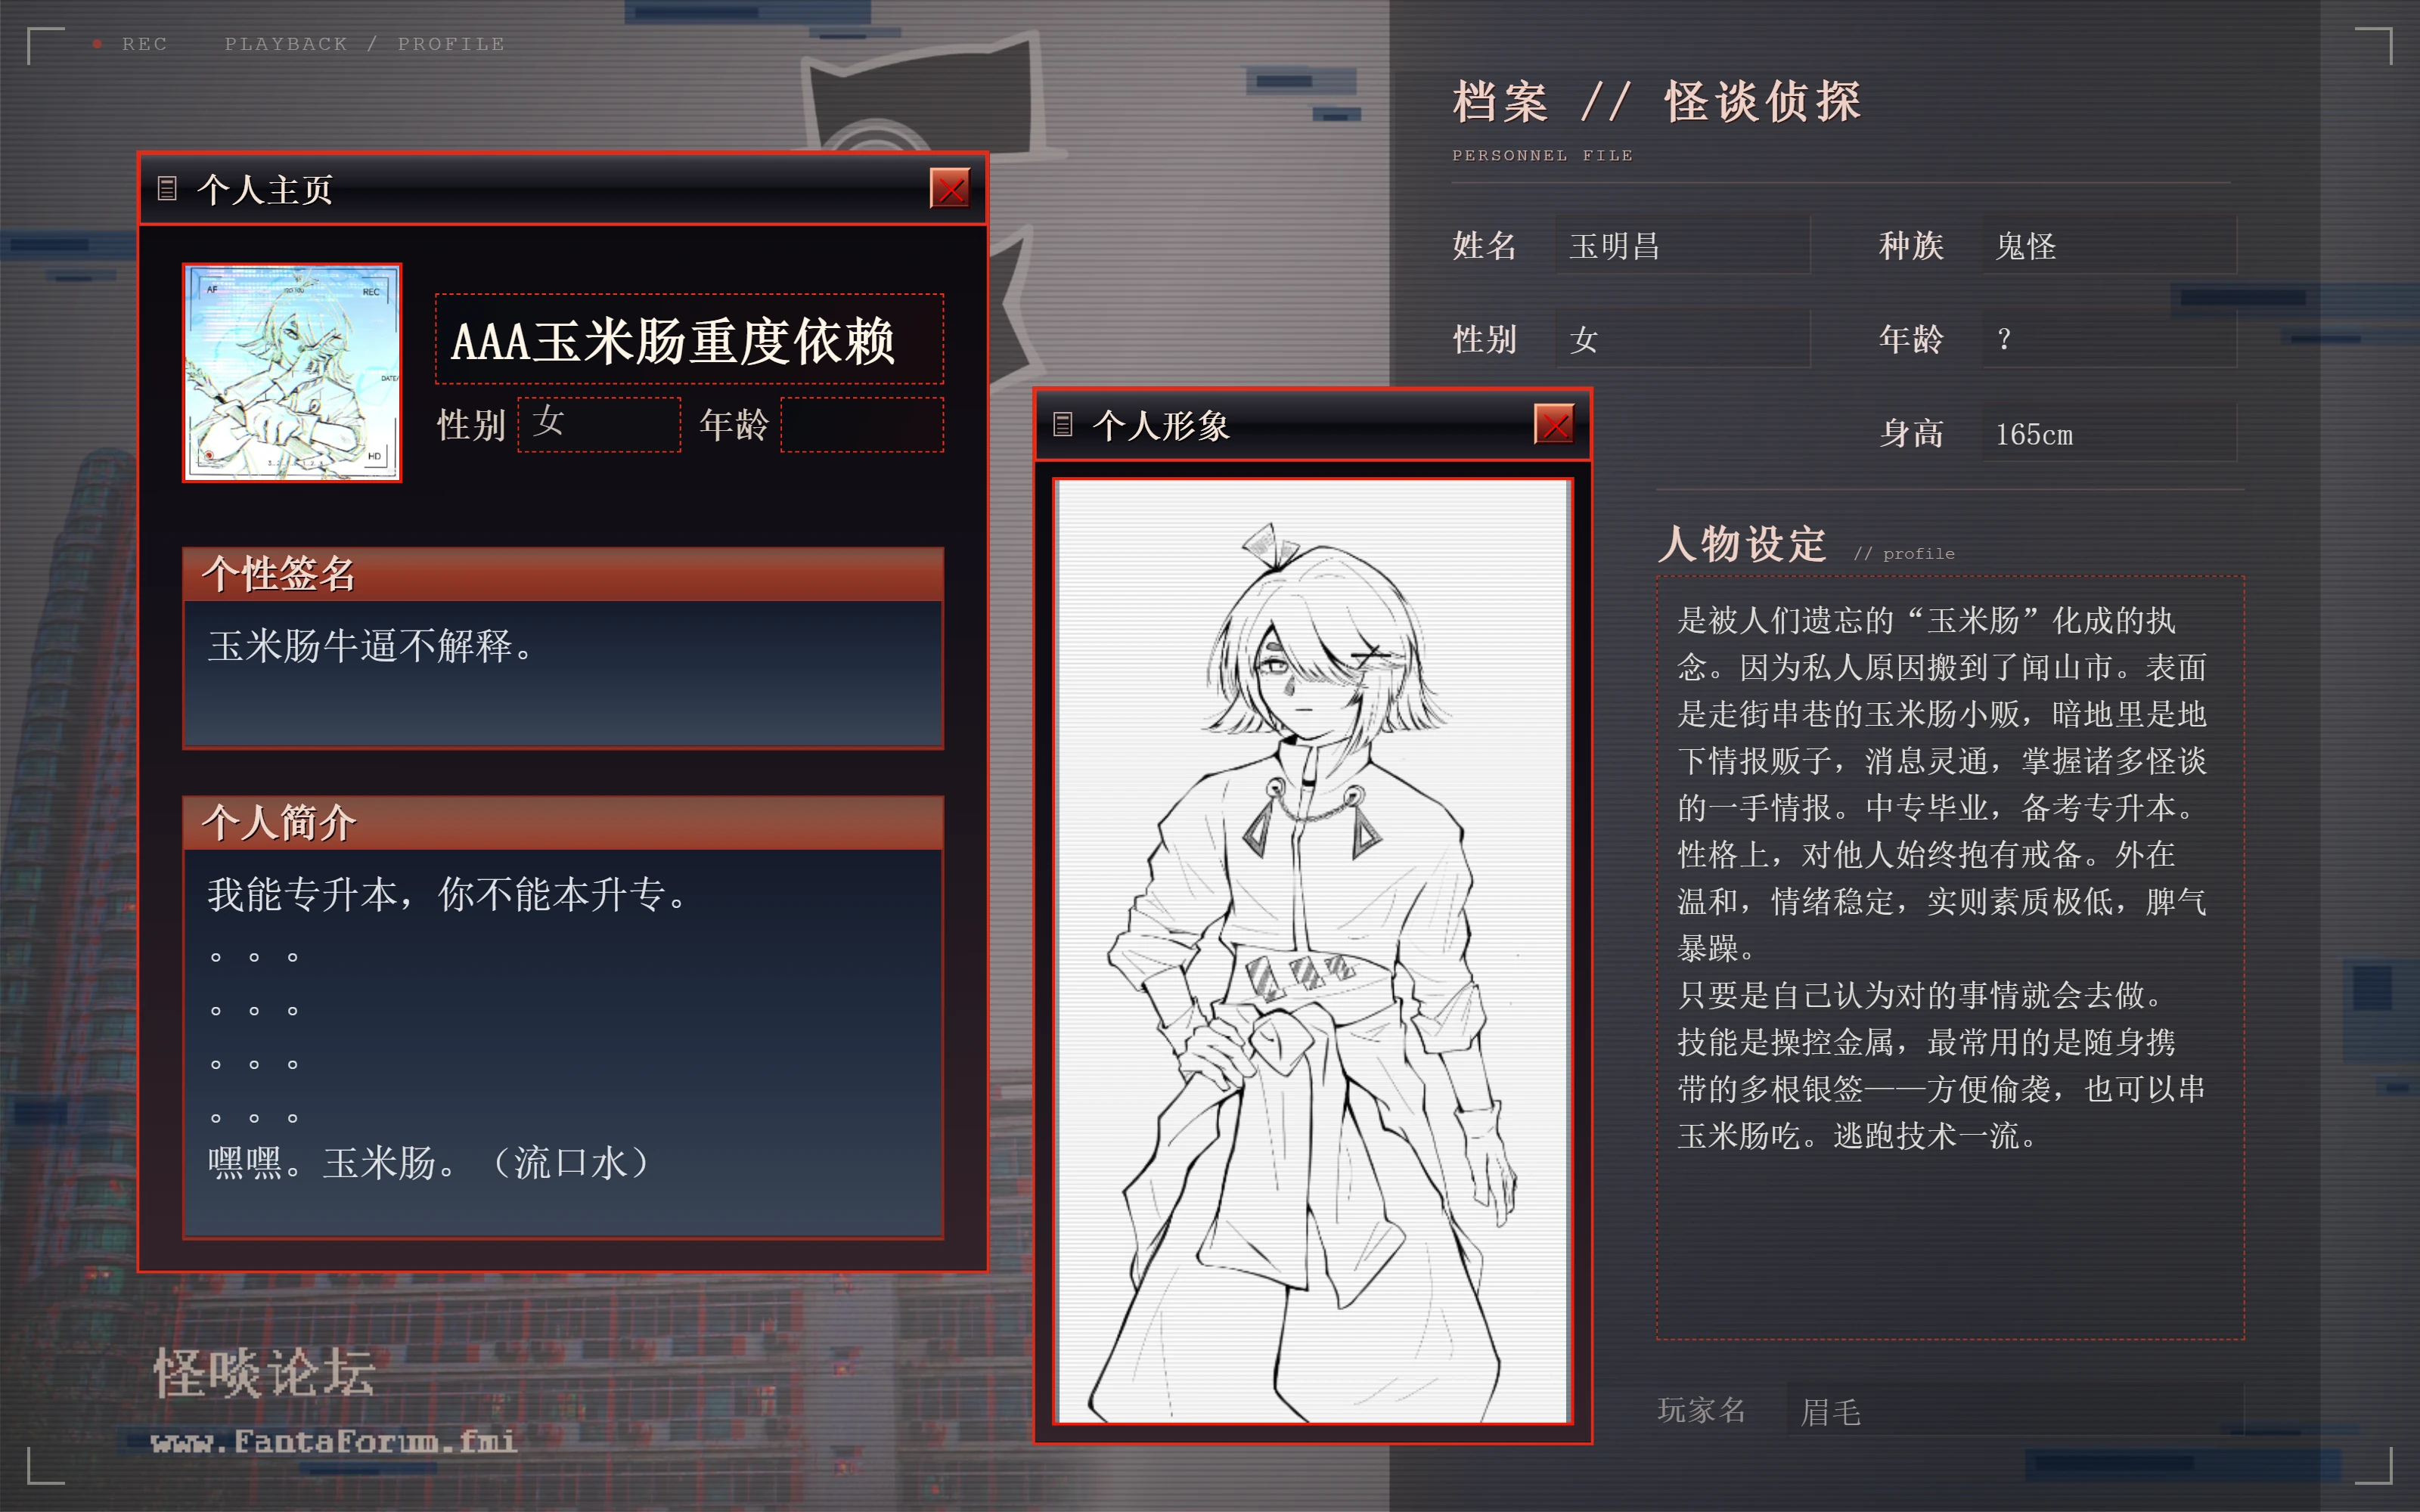 REC PLAYBACK / PROFILE
个人主页
AF
REC
HD
AAA玉米肠重度依赖
性别 女 年龄
个性签名
玉米肠牛逼不解释。
个人简介
我能专升本，你不能本升专。
。。。
。。。
。。。
。。。
嘿嘿。玉米肠。（流口水）
怪啖论坛
www.FantaForum.fmi
个人形象
档案 // 怪谈侦探
PERSONNEL FILE
姓名 玉明昌 种族 鬼怪
性别 女 年龄 ？
身高 165cm
人物设定 // profile
是被人们遗忘的“玉米肠”化成的执
念。因为私人原因搬到了闻山市。表面
是走街串巷的玉米肠小贩，暗地里是地
下情报贩子，消息灵通，掌握诸多怪谈
的一手情报。中专毕业，备考专升本。
性格上，对他人始终抱有戒备。外在
温和，情绪稳定，实则素质极低，脾气
暴躁。
只要是自己认为对的事情就会去做。
技能是操控金属，最常用的是随身携
带的多根银签——方便偷袭，也可以串
玉米肠吃。逃跑技术一流。
玩家名 眉毛